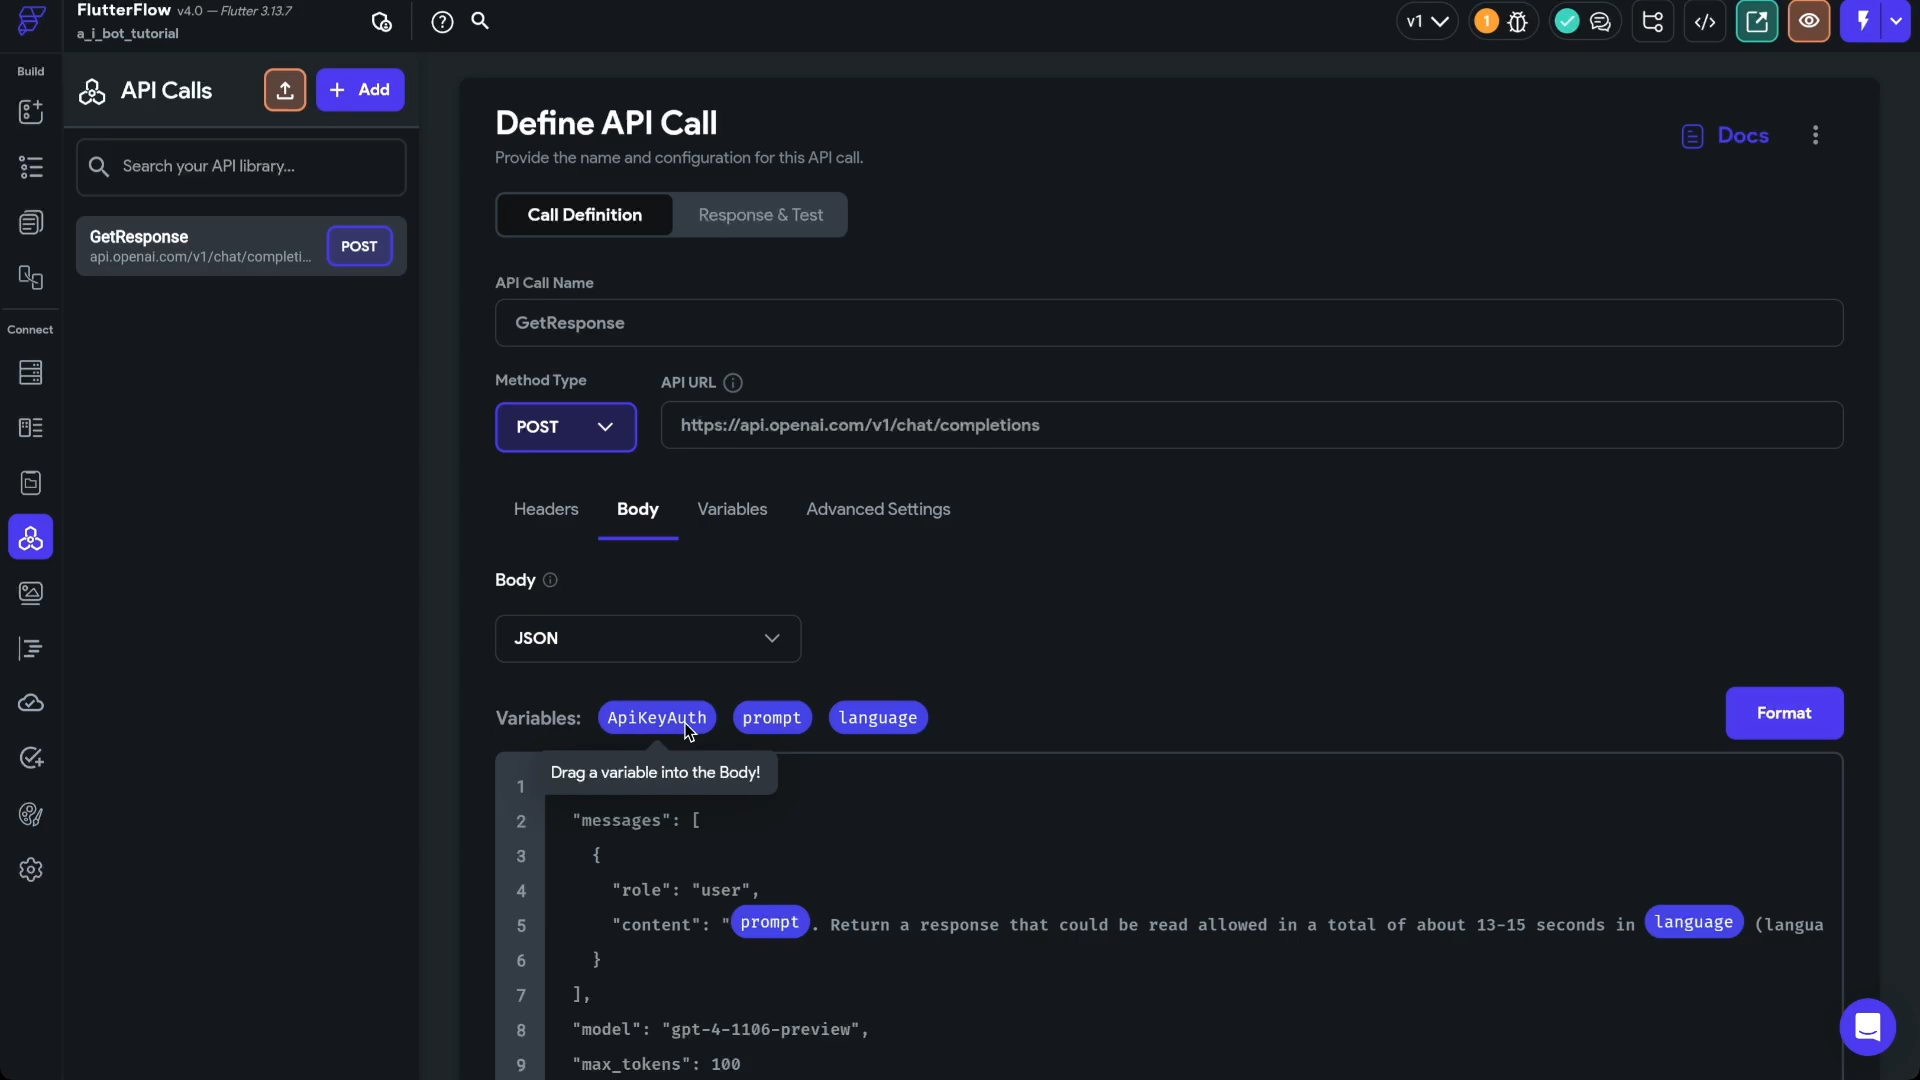 FlutterFlow v4.0 — Flutter 3.13.7
a_i_bot_tutorial
v1
1
Build
API Calls
Add
Search your API library...
GetResponse
api.openai.com/v1/chat/completi...
POST
Connect
Define API Call
Provide the name and configuration for this API call.
Docs
Call Definition
Response & Test
API Call Name
GetResponse
Method Type
API URL
POST
https://api.openai.com/v1/chat/completions
Headers
Body
Variables
Advanced Settings
Body
JSON
Variables:
ApiKeyAuth
prompt
language
Format
Drag a variable into the Body!
1
2 "messages": [
3 {
4 "role": "user",
5 "content": "prompt. Return a response that could be read allowed in a total of about 13-15 seconds in language (langua
6 }
7 ],
8 "model": "gpt-4-1106-preview",
9 "max_tokens": 100